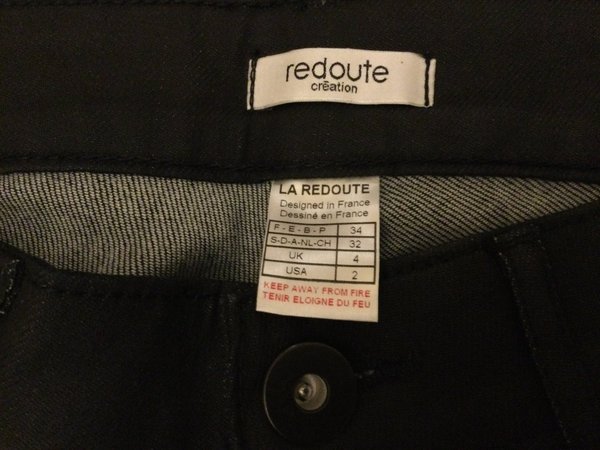 redoute
création
LA REDOUTE
Designed in France
Dessiné en France
F - E - B - P 34
S-D-A-NL-CH 32
UK 4
USA 2
KEEP AWAY FROM FIRE
TENIR ELOIGNE DU FEU